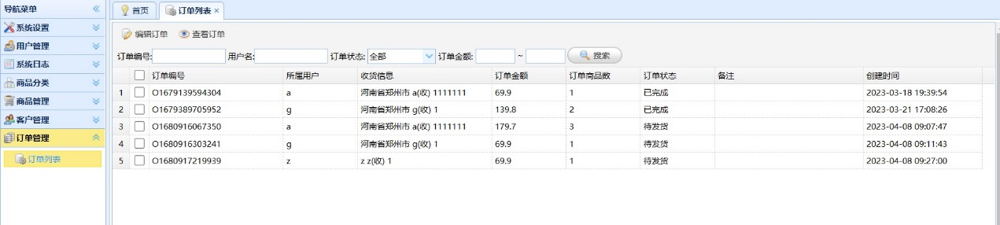 导航菜单
首页 订单列表
系统设置
用户管理
系统日志
商品分类
商品管理
客户管理
订单管理
订单列表
编辑订单 查看订单
订单编号: 用户名: 订单状态: 全部 订单金额: ~ 搜索
订单编号 所属用户 收货信息 订单金额 订单商品数 订单状态 备注 创建时间
1 O1679139594304 a 河南省郑州市 a(收) 1111111 69.9 1 已完成 2023-03-18 19:39:54
2 O1679389705952 g 河南省郑州市 g(收) 1 139.8 2 已完成 2023-03-21 17:08:26
3 O1680916067350 a 河南省郑州市 a(收) 1111111 179.7 3 待发货 2023-04-08 09:07:47
4 O1680916303241 g 河南省郑州市 g(收) 1 69.9 1 待发货 2023-04-08 09:11:43
5 O1680917219939 z z z(收) 1 69.9 1 待发货 2023-04-08 09:27:00